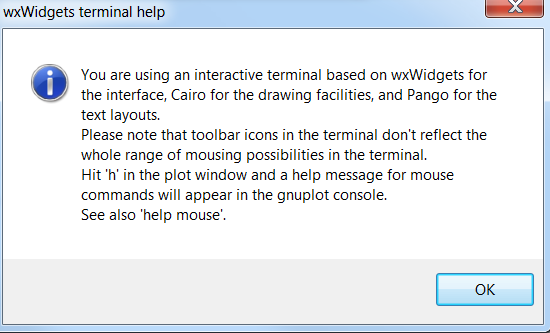 wxWidgets terminal help
You are using an interactive terminal based on wxWidgets for
the interface, Cairo for the drawing facilities, and Pango for the
text layouts.
Please note that toolbar icons in the terminal don't reflect the
whole range of mousing possibilities in the terminal.
Hit 'h' in the plot window and a help message for mouse
commands will appear in the gnuplot console.
See also 'help mouse'.
OK